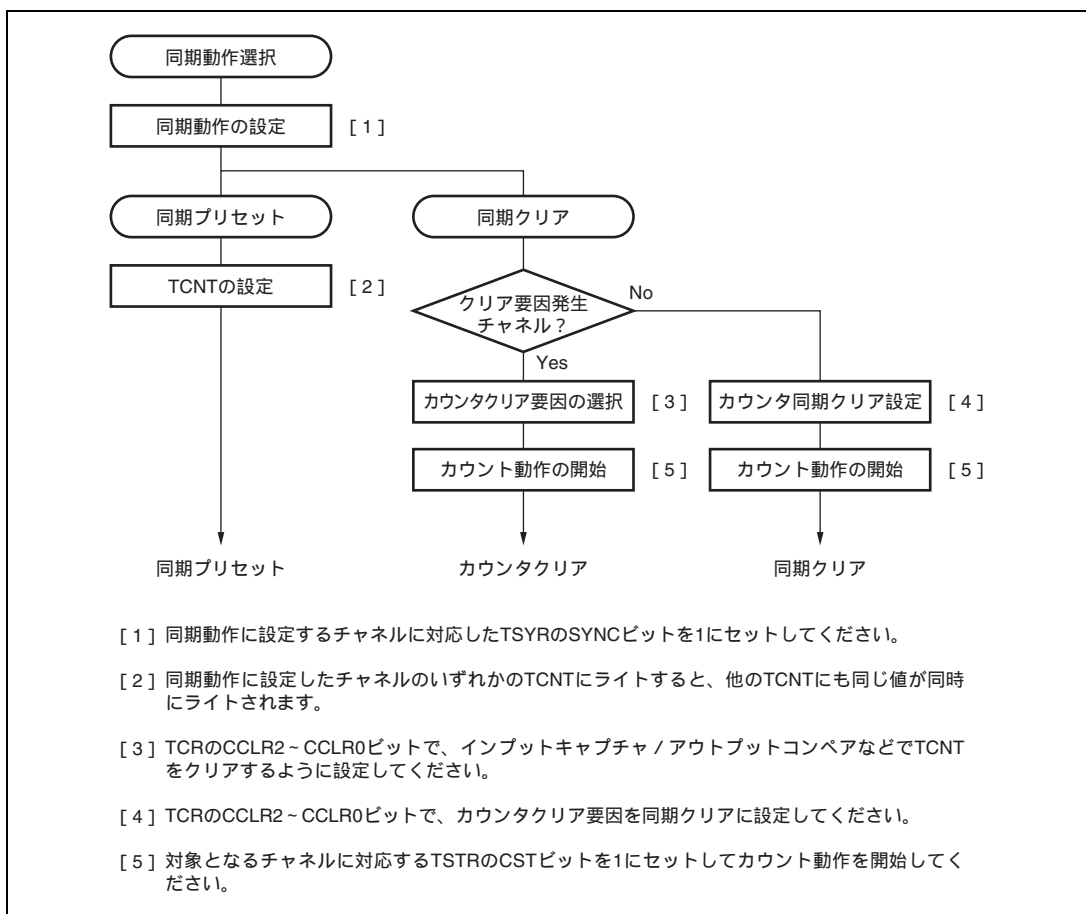 同期動作選択
同期動作の設定 [1]
同期プリセット 同期クリア
TCNTの設定 [2]
クリア要因発生
チャネル？
No
Yes
カウンタクリア要因の選択 [3] カウンタ同期クリア設定 [4]
カウント動作の開始 [5] カウント動作の開始 [5]
同期プリセット カウンタクリア 同期クリア
[1] 同期動作に設定するチャネルに対応したTSYRのSYNCビットを1にセットしてください。
[2] 同期動作に設定したチャネルのいずれかのTCNTにライトすると、他のTCNTにも同じ値が同時
にライトされます。
[3] TCRのCCLR2～CCLR0ビットで、インプットキャプチャ／アウトプットコンペアなどでTCNT
をクリアするように設定してください。
[4] TCRのCCLR2～CCLR0ビットで、カウンタクリア要因を同期クリアに設定してください。
[5] 対象となるチャネルに対応するTSTRのCSTビットを1にセットしてカウント動作を開始してく
ださい。